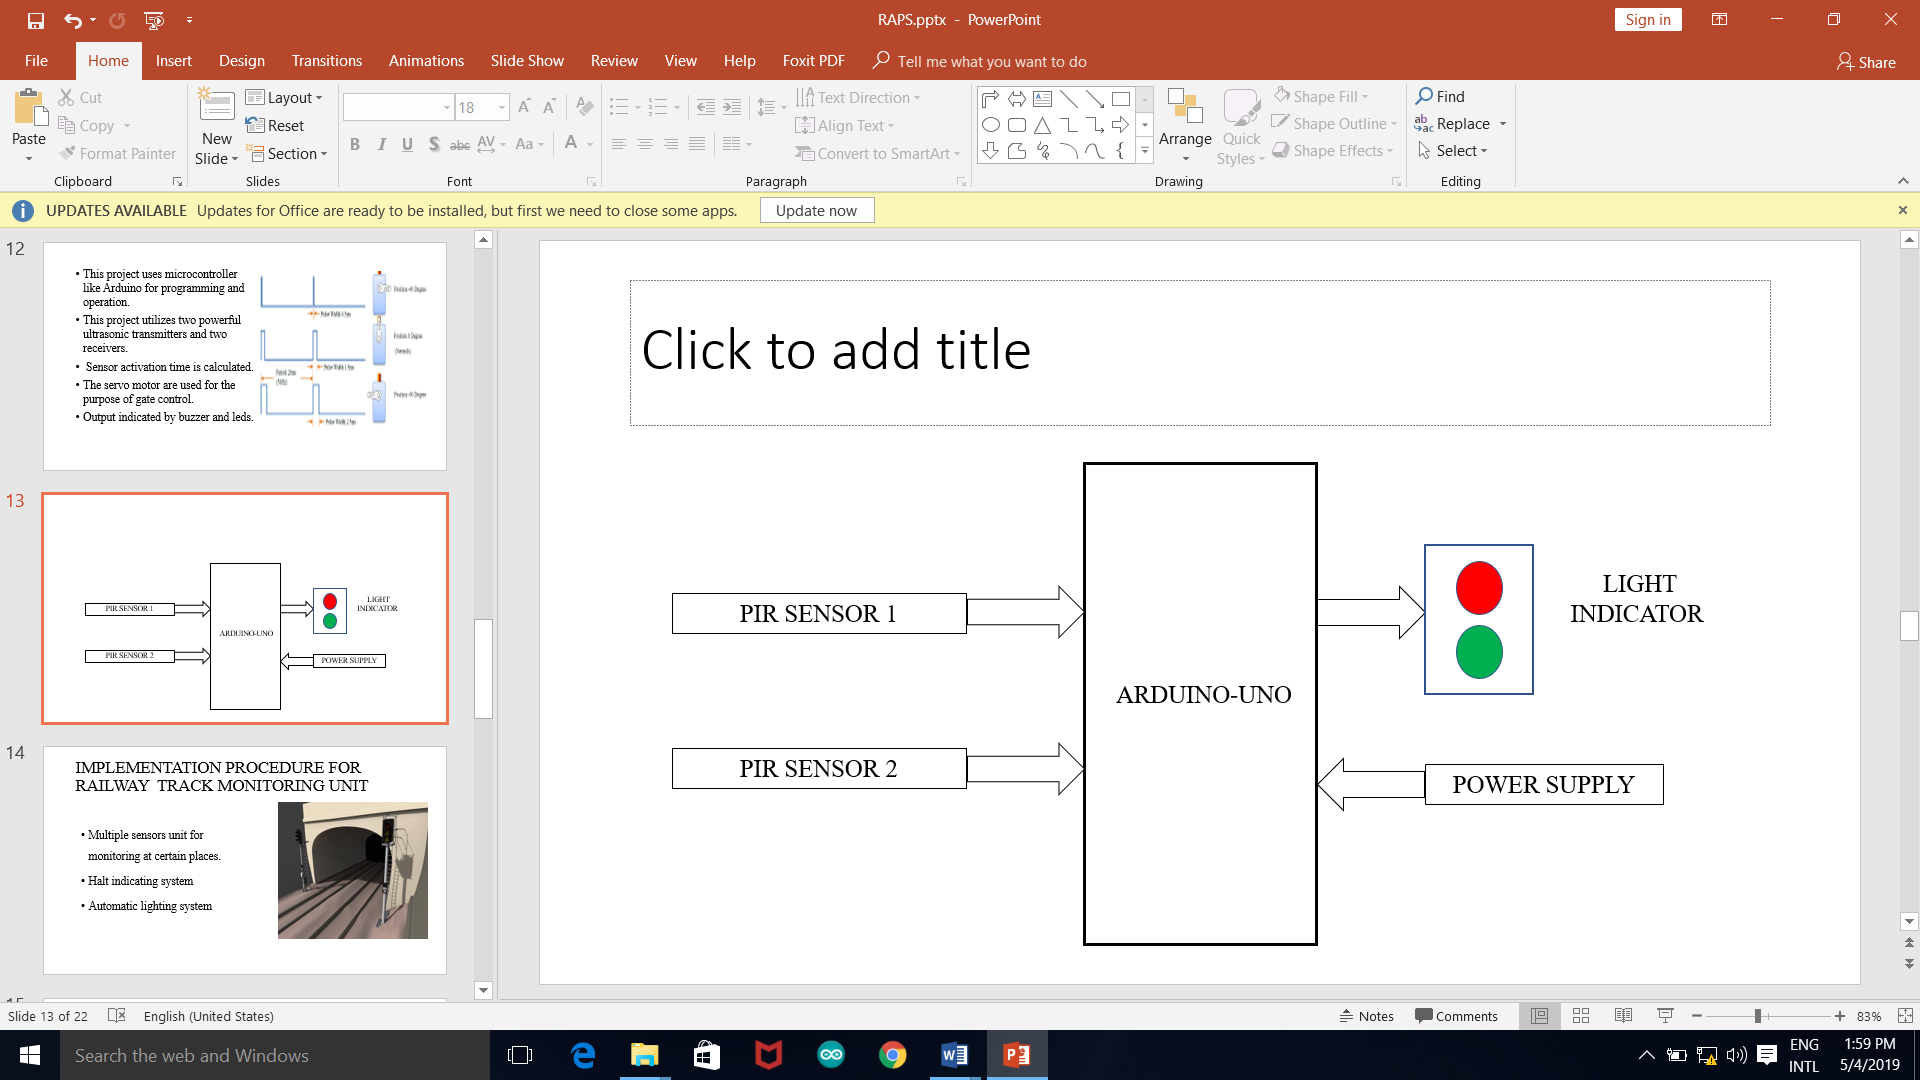 RAPS.pptx - PowerPoint
Sign in
File Home Insert Design Transitions Animations Slide Show Review View Help Foxit PDF Tell me what you want to do
Share
Paste
Cut
Copy
Format Painter
Clipboard
New Slide
Layout
Reset
Section
Slides
18
B I U S abc AV Aa A
Font
Text Direction
Align Text
Convert to SmartArt
Paragraph
Arrange
Quick Styles
Shape Fill
Shape Outline
Shape Effects
Drawing
Find
Replace
Select
Editing
UPDATES AVAILABLE Updates for Office are ready to be installed, but first we need to close some apps. Update now
12
• This project uses microcontroller
like Arduino for programming and
operation.
• This project utilizes two powerful
ultrasonic transmitters and two
receivers.
• Sensor activation time is calculated.
• The servo motor are used for the
purpose of gate control.
• Output indicated by buzzer and leds.
13
PIR SENSOR 1
PIR SENSOR 2
ARDUINO-UNO
LIGHT
INDICATOR
POWER SUPPLY
14
IMPLEMENTATION PROCEDURE FOR
RAILWAY TRACK MONITORING UNIT
• Multiple sensors unit for
monitoring at certain places.
• Halt indicating system
• Automatic lighting system
Click to add title
PIR SENSOR 1
PIR SENSOR 2
ARDUINO-UNO
LIGHT
INDICATOR
POWER SUPPLY
Slide 13 of 22 English (United States)
Notes Comments 83%
Search the web and Windows
ENG
INTL
1:59 PM
5/4/2019